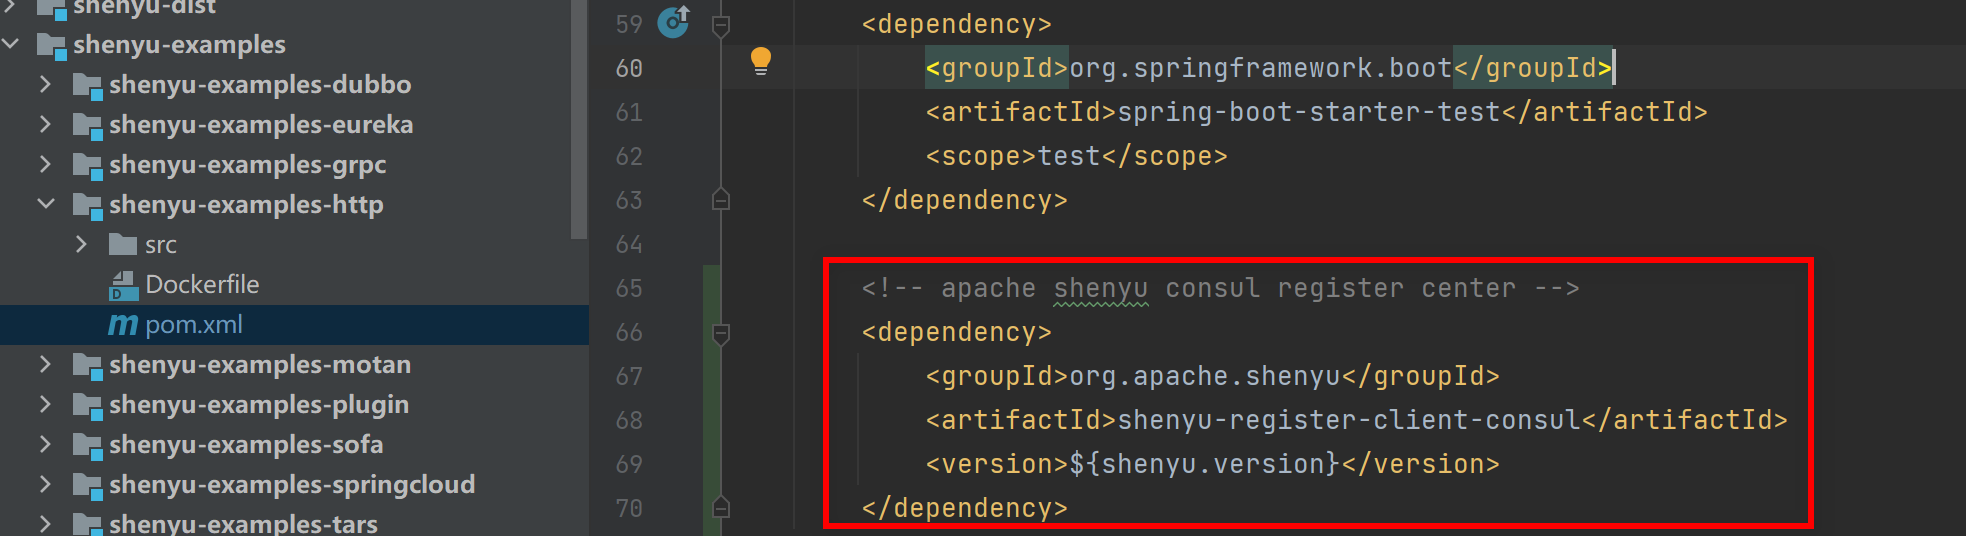 shenyu-dist
shenyu-examples
shenyu-examples-dubbo
shenyu-examples-eureka
shenyu-examples-grpc
shenyu-examples-http
src
Dockerfile
pom.xml
shenyu-examples-motan
shenyu-examples-plugin
shenyu-examples-sofa
shenyu-examples-springcloud
shenyu-examples-tars
59 <dependency>
60 <groupId>org.springframework.boot</groupId>
61 <artifactId>spring-boot-starter-test</artifactId>
62 <scope>test</scope>
63 </dependency>
64
65 <!-- apache shenyu consul register center -->
66 <dependency>
67 <groupId>org.apache.shenyu</groupId>
68 <artifactId>shenyu-register-client-consul</artifactId>
69 <version>${shenyu.version}</version>
70 </dependency>